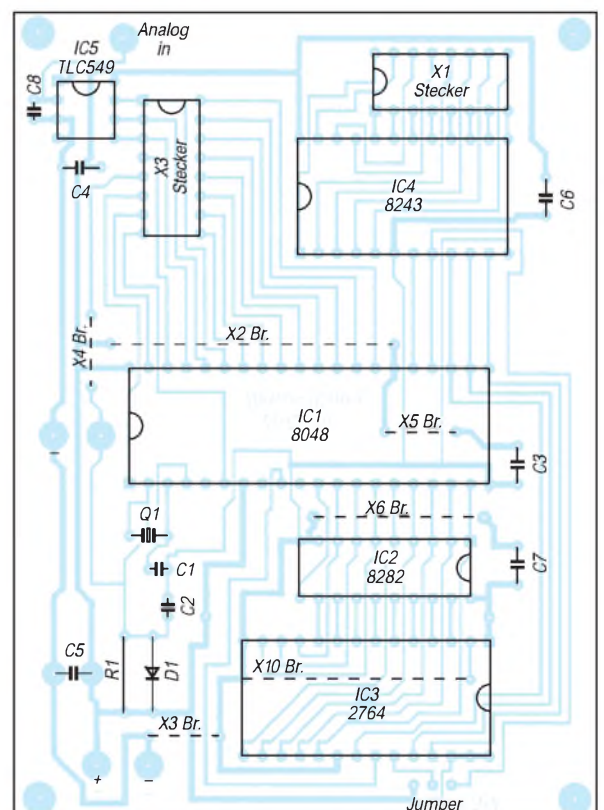 Analog
in
IC5
TLC549
C8
X1
Stecker
X3
Stecker
C4
IC4
8243
C6
X2 Br.
X4 Br.
IC1
8048
X5 Br.
–
C3
X6 Br.
Q1
IC2
8282
C1
C7
C2
C5
R1
D1
X10 Br.
IC3
2764
X3 Br.
+
–
Jumper